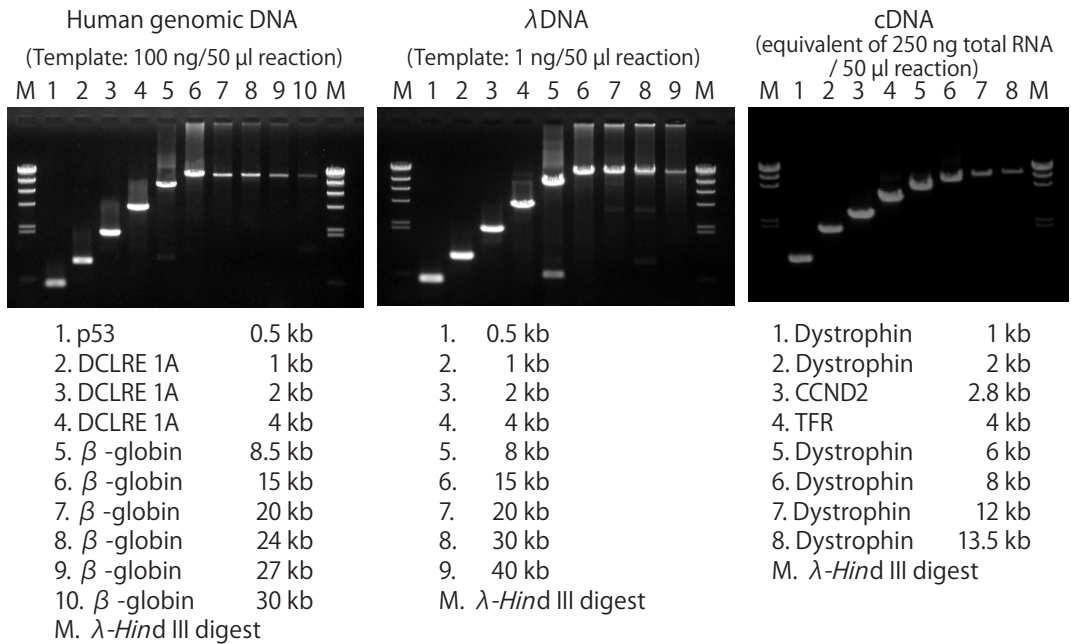 Human genomic DNA
(Template: 100 ng/50 µl reaction)
M 1 2 3 4 5 6 7 8 9 10 M
1. p53 0.5 kb
2. DCLRE 1A 1 kb
3. DCLRE 1A 2 kb
4. DCLRE 1A 4 kb
5. β -globin 8.5 kb
6. β -globin 15 kb
7. β -globin 20 kb
8. β -globin 24 kb
9. β -globin 27 kb
10. β -globin 30 kb
M. λ-Hind III digest
λDNA
(Template: 1 ng/50 µl reaction)
M 1 2 3 4 5 6 7 8 9 M
1. 0.5 kb
2. 1 kb
3. 2 kb
4. 4 kb
5. 8 kb
6. 15 kb
7. 20 kb
8. 30 kb
9. 40 kb
M. λ-Hind III digest
cDNA
(equivalent of 250 ng total RNA
/ 50 µl reaction)
M 1 2 3 4 5 6 7 8 M
1. Dystrophin 1 kb
2. Dystrophin 2 kb
3. CCND2 2.8 kb
4. TFR 4 kb
5. Dystrophin 6 kb
6. Dystrophin 8 kb
7. Dystrophin 12 kb
8. Dystrophin 13.5 kb
M. λ-Hind III digest